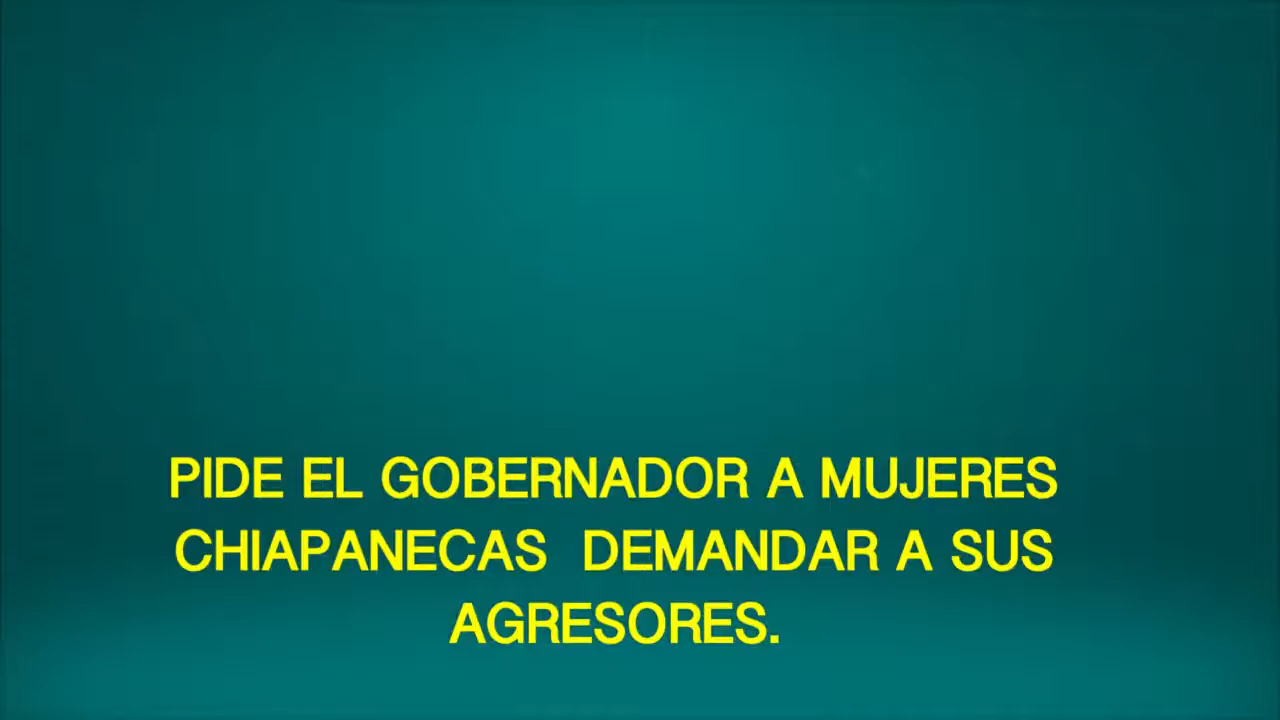 PIDE EL GOBERNADOR A MUJERES
CHIAPANECAS  DEMANDAR A SUS
AGRESORES.